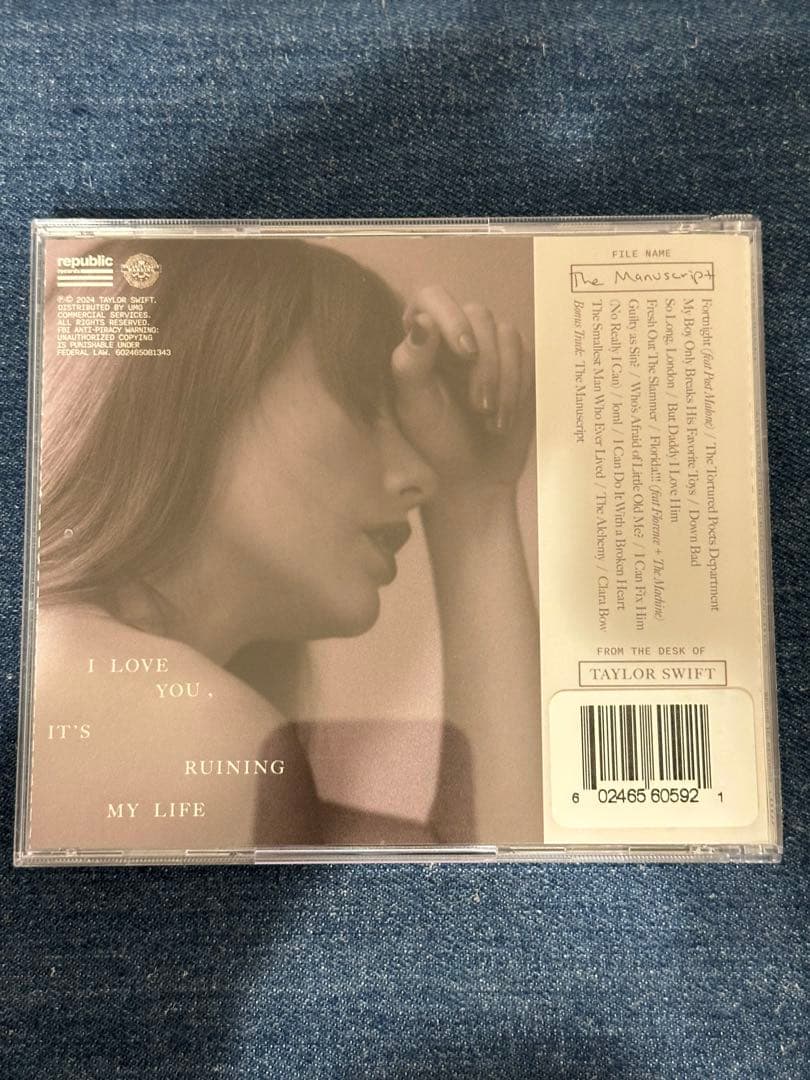 republic
records
℗© 2024 TAYLOR SWIFT.
DISTRIBUTED BY UMG
COMMERCIAL SERVICES.
ALL RIGHTS RESERVED.
FBI ANTI-PIRACY WARNING:
UNAUTHORIZED COPYING
IS PUNISHABLE UNDER
FEDERAL LAW. 602465081343
I LOVE
YOU,
IT'S
RUINING
MY LIFE
FILE NAME
The Manuscript
Fortnight (feat Post Malone) / The Tortured Poets Department
My Boy Only Breaks His Favorite Toys / Down Bad
So Long, London / But Daddy I Love Him
Fresh Out The Slammer / Florida!!! (feat Florence + The Machine)
Guilty as Sin? / Who's Afraid of Little Old Me? / I Can Fix Him
(No Really I Can) / loml / I Can Do It With a Broken Heart
The Smallest Man Who Ever Lived / The Alchemy / Clara Bow
Bonus Track: The Manuscript
FROM THE DESK OF
TAYLOR SWIFT
6 02465 60592 1